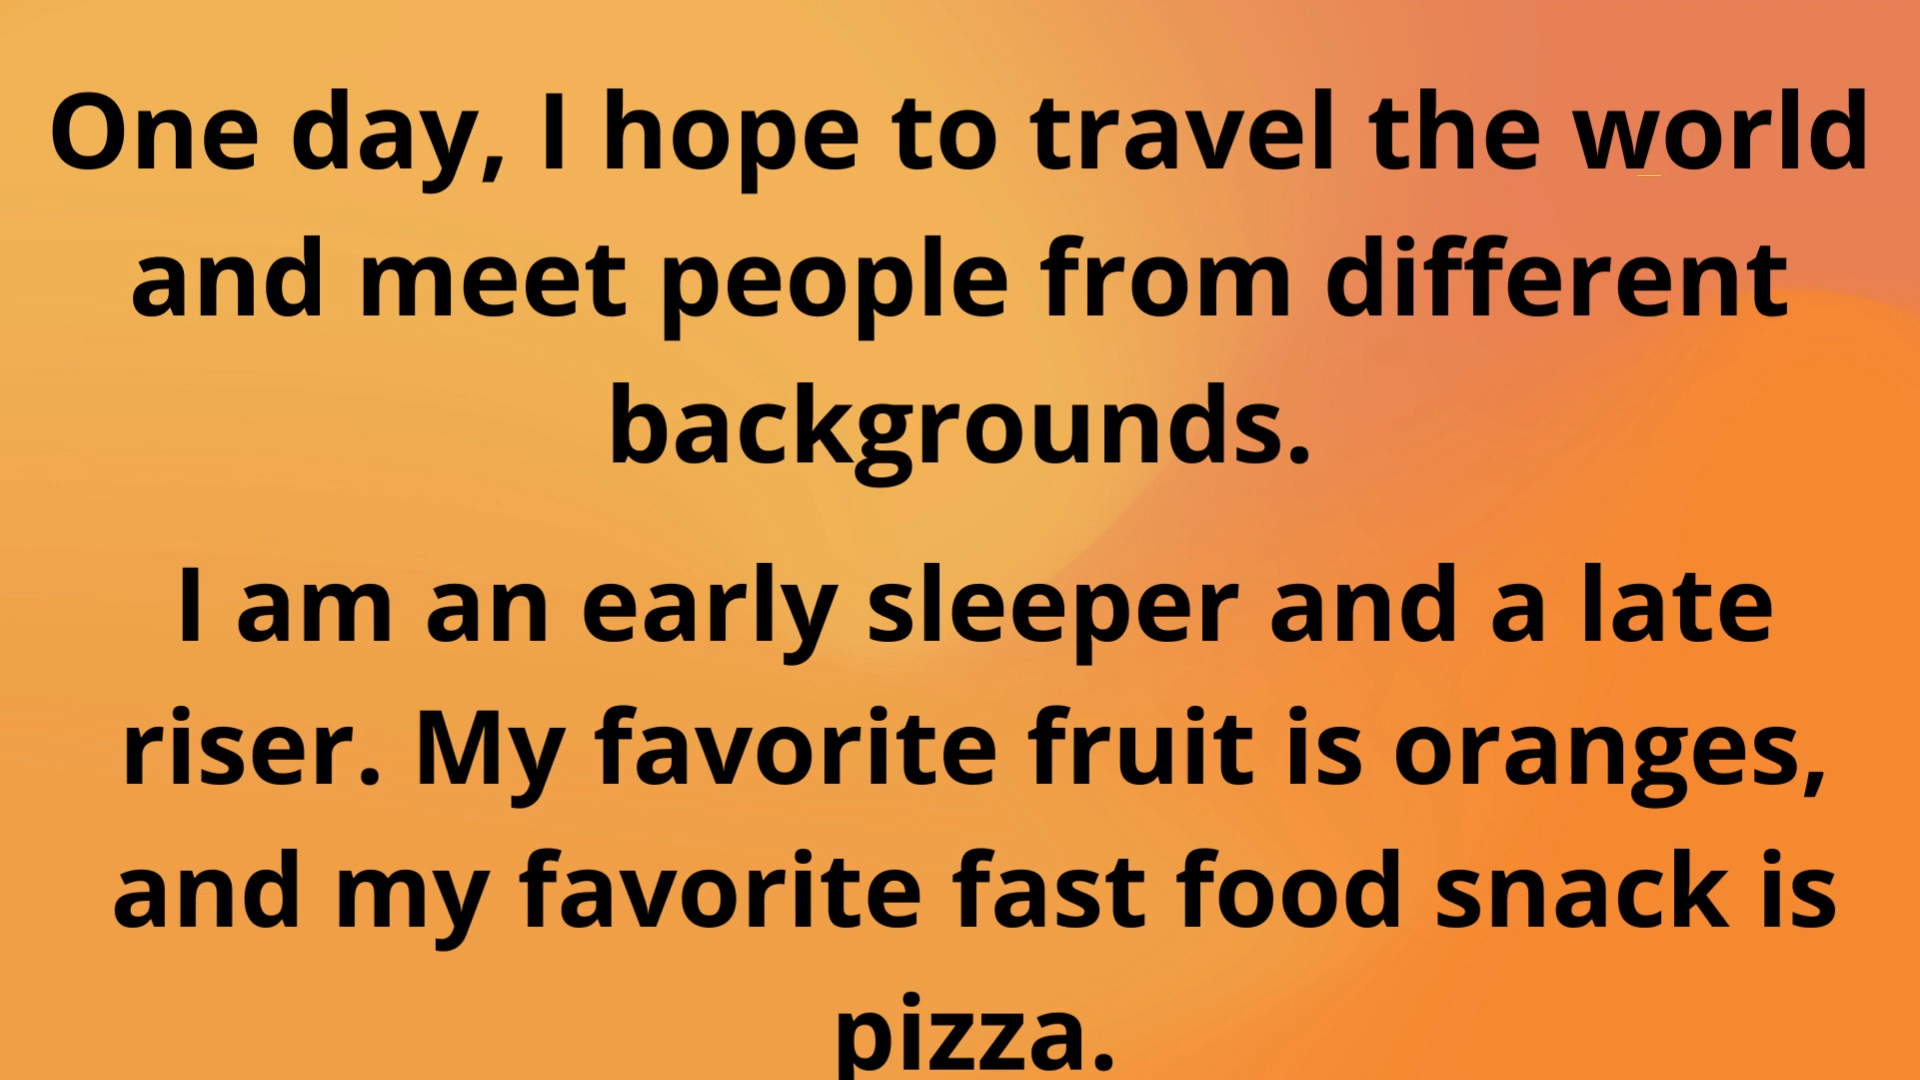 One day, I hope to travel the world
and meet people from different
backgrounds.
I am an early sleeper and a late
riser. My favorite fruit is oranges,
and my favorite fast food snack is
pizza.